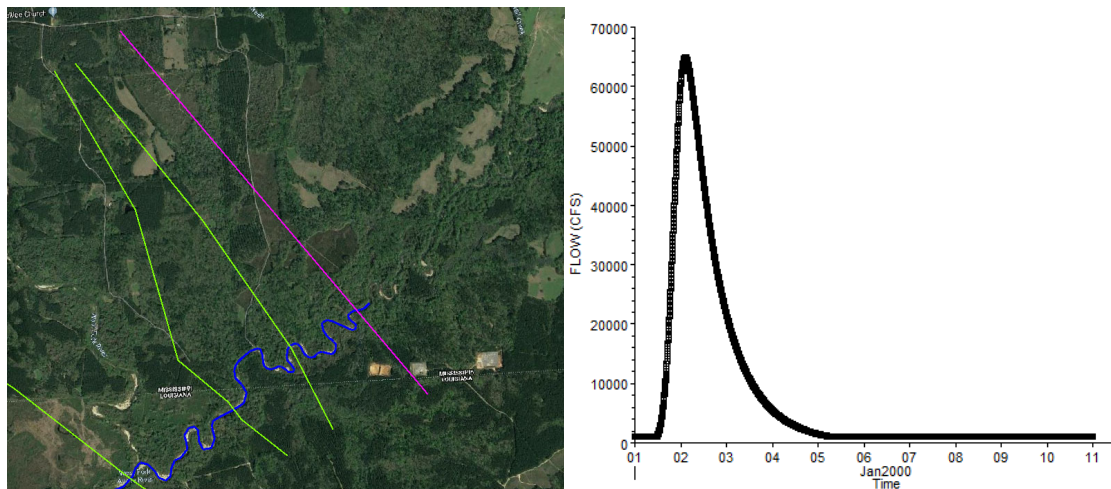 MISSISSIPPI
LOUISIANA
MISSISSIPPI
LOUISIANA
70000
60000
50000
40000
30000
20000
10000
0
FLOW (CFS)
01 02 03 04 05 06 07 08 09 10 11
Jan2000
Time